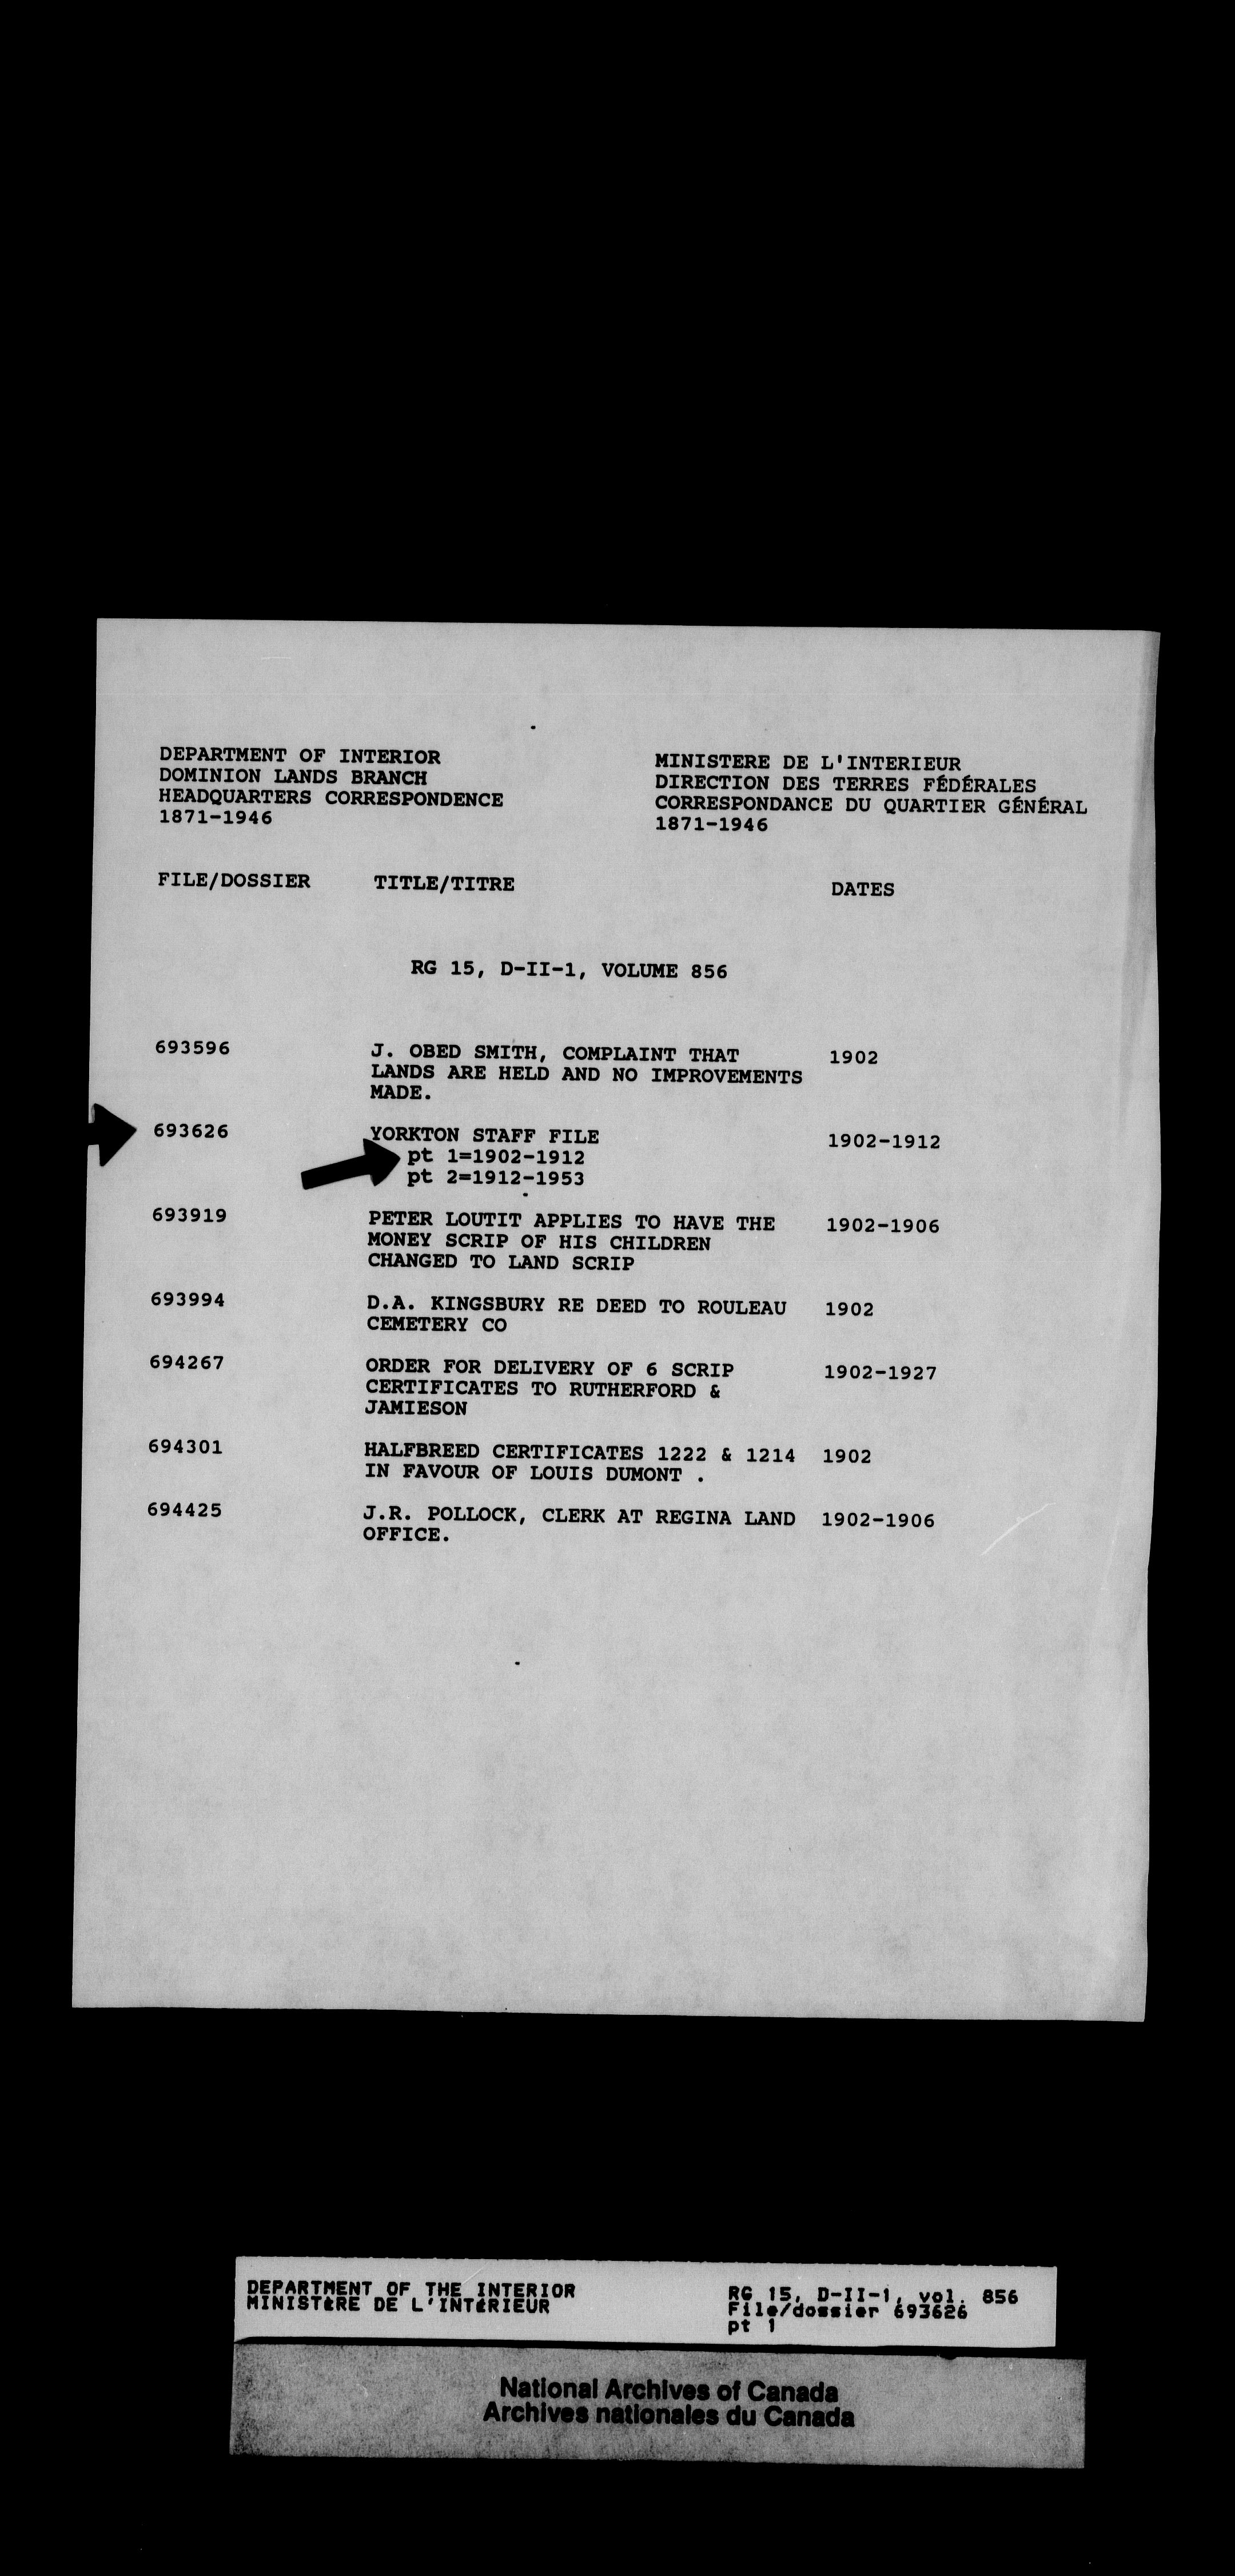 DEPARTMENT OF INTERIOR
DOMINION LANDS BRANCH
HEADQUARTERS CORRESPONDENCE
1871-1946
MINISTERE DE L'INTERIEUR
DIRECTION DES TERRES FÉDÉRALES
CORRESPONDANCE DU QUARTIER GÉNÉRAL
1871-1946
FILE/DOSSIER TITLE/TITRE DATES
RG 15, D-II-1, VOLUME 856
693596 J. OBED SMITH, COMPLAINT THAT 1902
LANDS ARE HELD AND NO IMPROVEMENTS
MADE.
693626 YORKTON STAFF FILE 1902-1912
pt 1=1902-1912
pt 2=1912-1953
693919 PETER LOUTIT APPLIES TO HAVE THE 1902-1906
MONEY SCRIP OF HIS CHILDREN
CHANGED TO LAND SCRIP
693994 D.A. KINGSBURY RE DEED TO ROULEAU 1902
CEMETERY CO
694267 ORDER FOR DELIVERY OF 6 SCRIP 1902-1927
CERTIFICATES TO RUTHERFORD &
JAMIESON
694301 HALFBREED CERTIFICATES 1222 & 1214 1902
IN FAVOUR OF LOUIS DUMONT .
694425 J.R. POLLOCK, CLERK AT REGINA LAND 1902-1906
OFFICE.
DEPARTMENT OF THE INTERIOR
MINISTÈRE DE L'INTÉRIEUR
RG 15, D-II-1, vol. 856
File/dossier 693626
pt 1
National Archives of Canada
Archives nationales du Canada